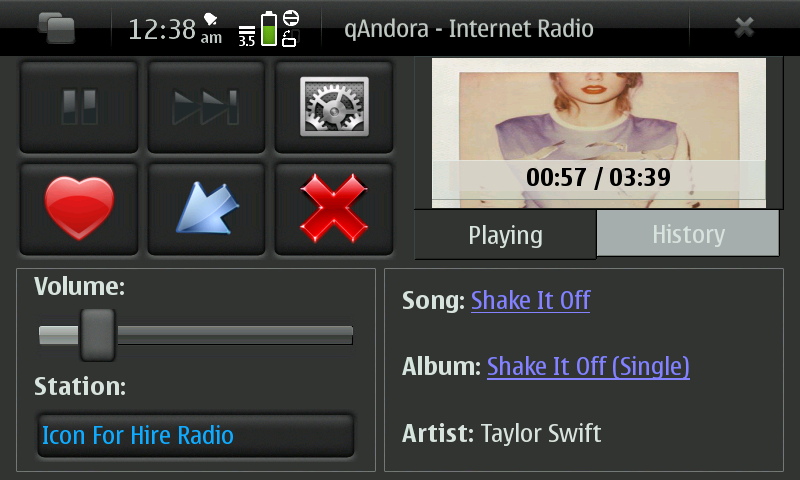 12:38 am
3.5
qAndora - Internet Radio
00:57 / 03:39
Playing
History
Volume:
Station:
Icon For Hire Radio
Song: Shake It Off
Album: Shake It Off (Single)
Artist: Taylor Swift